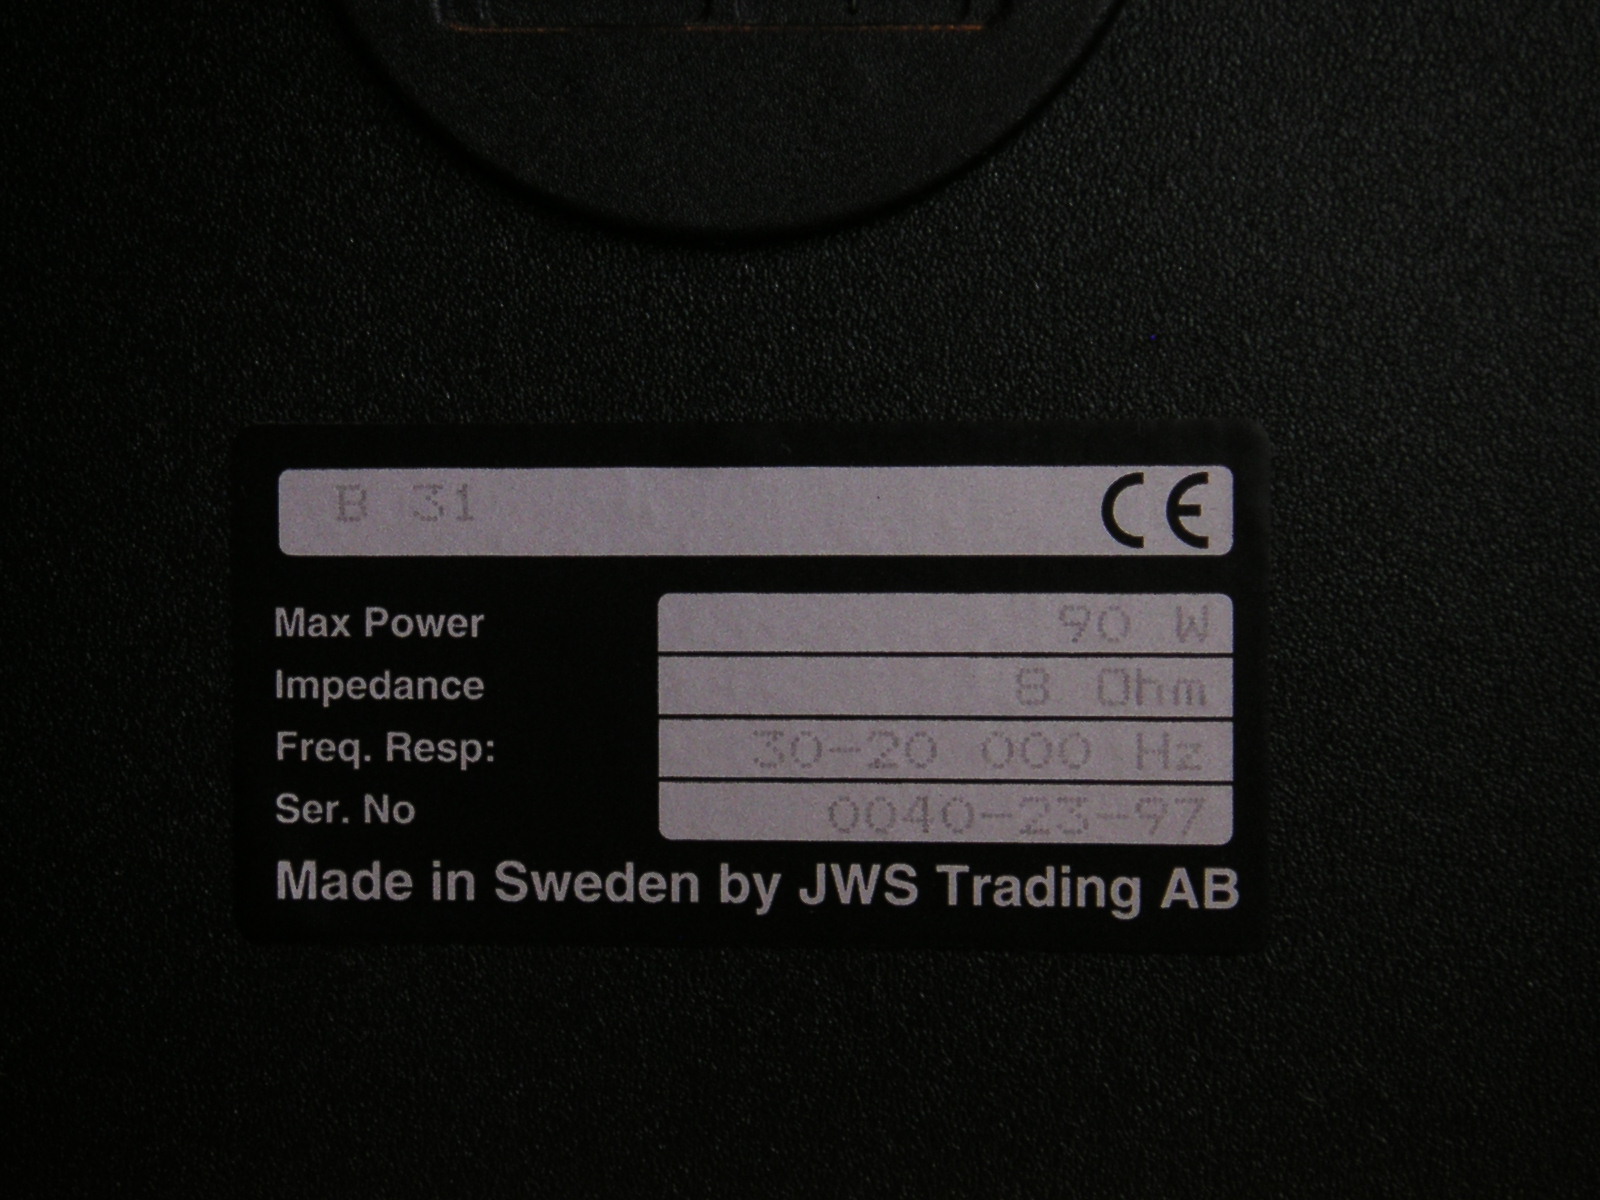 B 31 CE
Max Power 90 W
Impedance 8 Ohm
Freq. Resp: 30-20 000 Hz
Ser. No 0040-23-97
Made in Sweden by JWS Trading AB